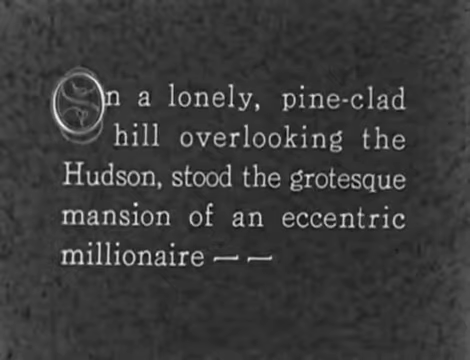 On a lonely, pine-clad
hill overlooking the
Hudson, stood the grotesque
mansion of an eccentric
millionaire — —